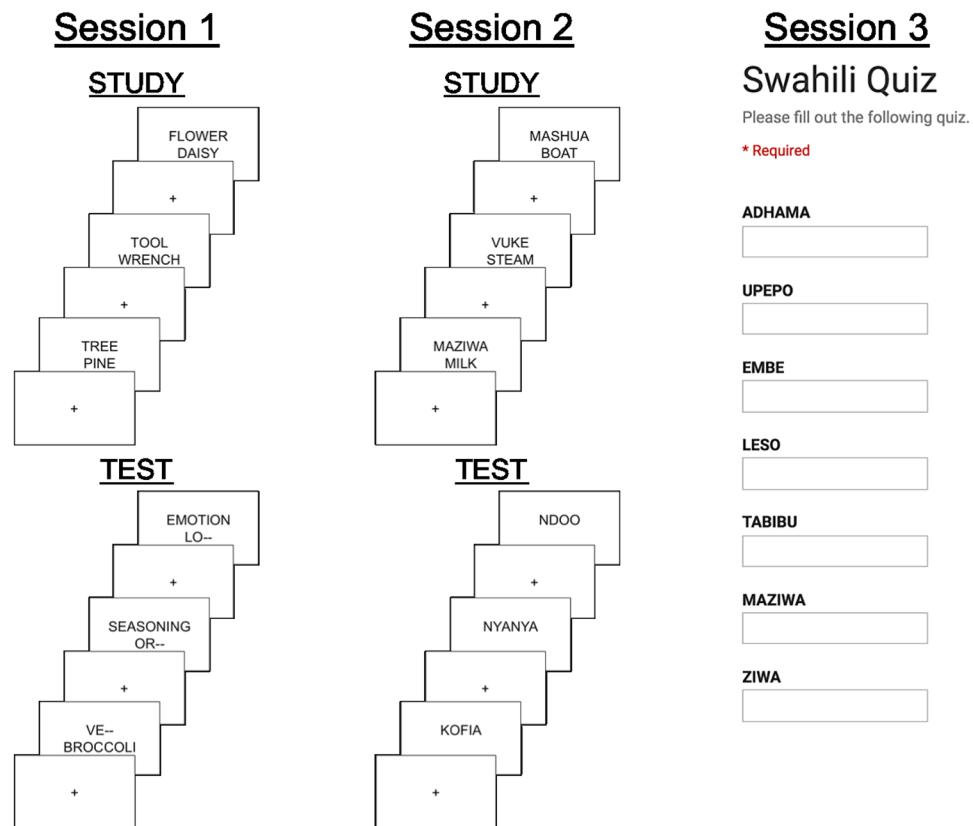 Session 1
STUDY
FLOWER
DAISY
+
TOOL
WRENCH
+
TREE
PINE
+
TEST
EMOTION
LO--
+
SEASONING
OR--
+
VE--
BROCCOLI
+
Session 2
STUDY
MASHUA
BOAT
+
VUKE
STEAM
+
MAZIWA
MILK
+
TEST
NDOO
+
NYANYA
+
KOFIA
+
Session 3
Swahili Quiz
Please fill out the following quiz.
* Required
ADHAMA
UPEPO
EMBE
LESO
TABIBU
MAZIWA
ZIWA